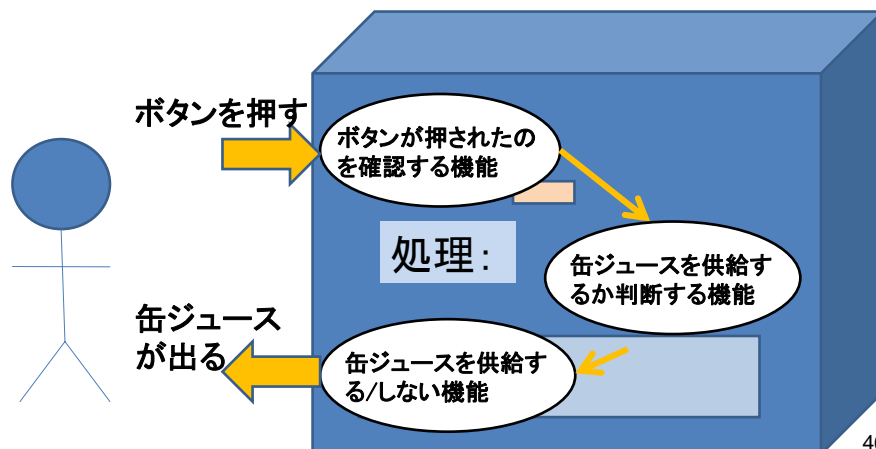 ボタンを押す
ボタンが押されたの
を確認する機能
処理：
缶ジュースを供給す
るか判断する機能
缶ジュース
が出る
缶ジュースを供給す
る/しない機能